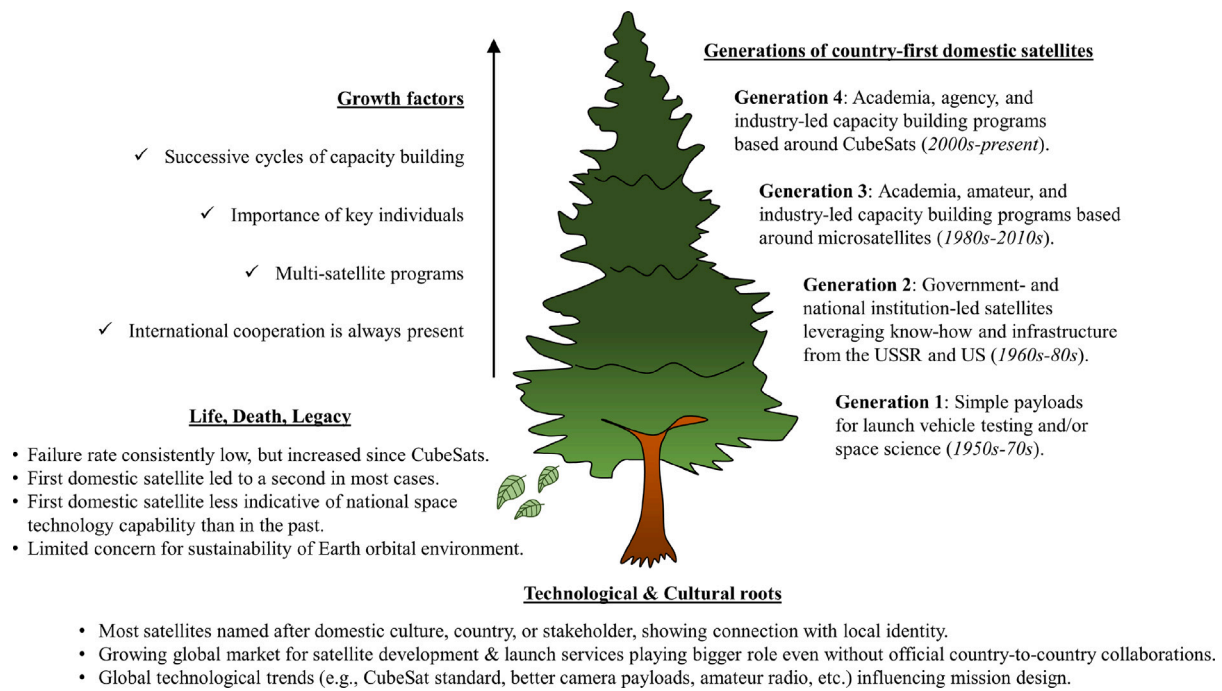 Growth factors
✓ Successive cycles of capacity building
✓ Importance of key individuals
✓ Multi-satellite programs
✓ International cooperation is always present
Generations of country-first domestic satellites
Generation 4: Academia, agency, and
industry-led capacity building programs
based around CubeSats (2000s-present).
Generation 3: Academia, amateur, and
industry-led capacity building programs based
around microsatellites (1980s-2010s).
Generation 2: Government- and
national institution-led satellites
leveraging know-how and infrastructure
from the USSR and US (1960s-80s).
Generation 1: Simple payloads
for launch vehicle testing and/or
space science (1950s-70s).
Life, Death, Legacy
• Failure rate consistently low, but increased since CubeSats.
• First domestic satellite led to a second in most cases.
• First domestic satellite less indicative of national space
technology capability than in the past.
• Limited concern for sustainability of Earth orbital environment.
Technological & Cultural roots
• Most satellites named after domestic culture, country, or stakeholder, showing connection with local identity.
• Growing global market for satellite development & launch services playing bigger role even without official country-to-country collaborations.
• Global technological trends (e.g., CubeSat standard, better camera payloads, amateur radio, etc.) influencing mission design.